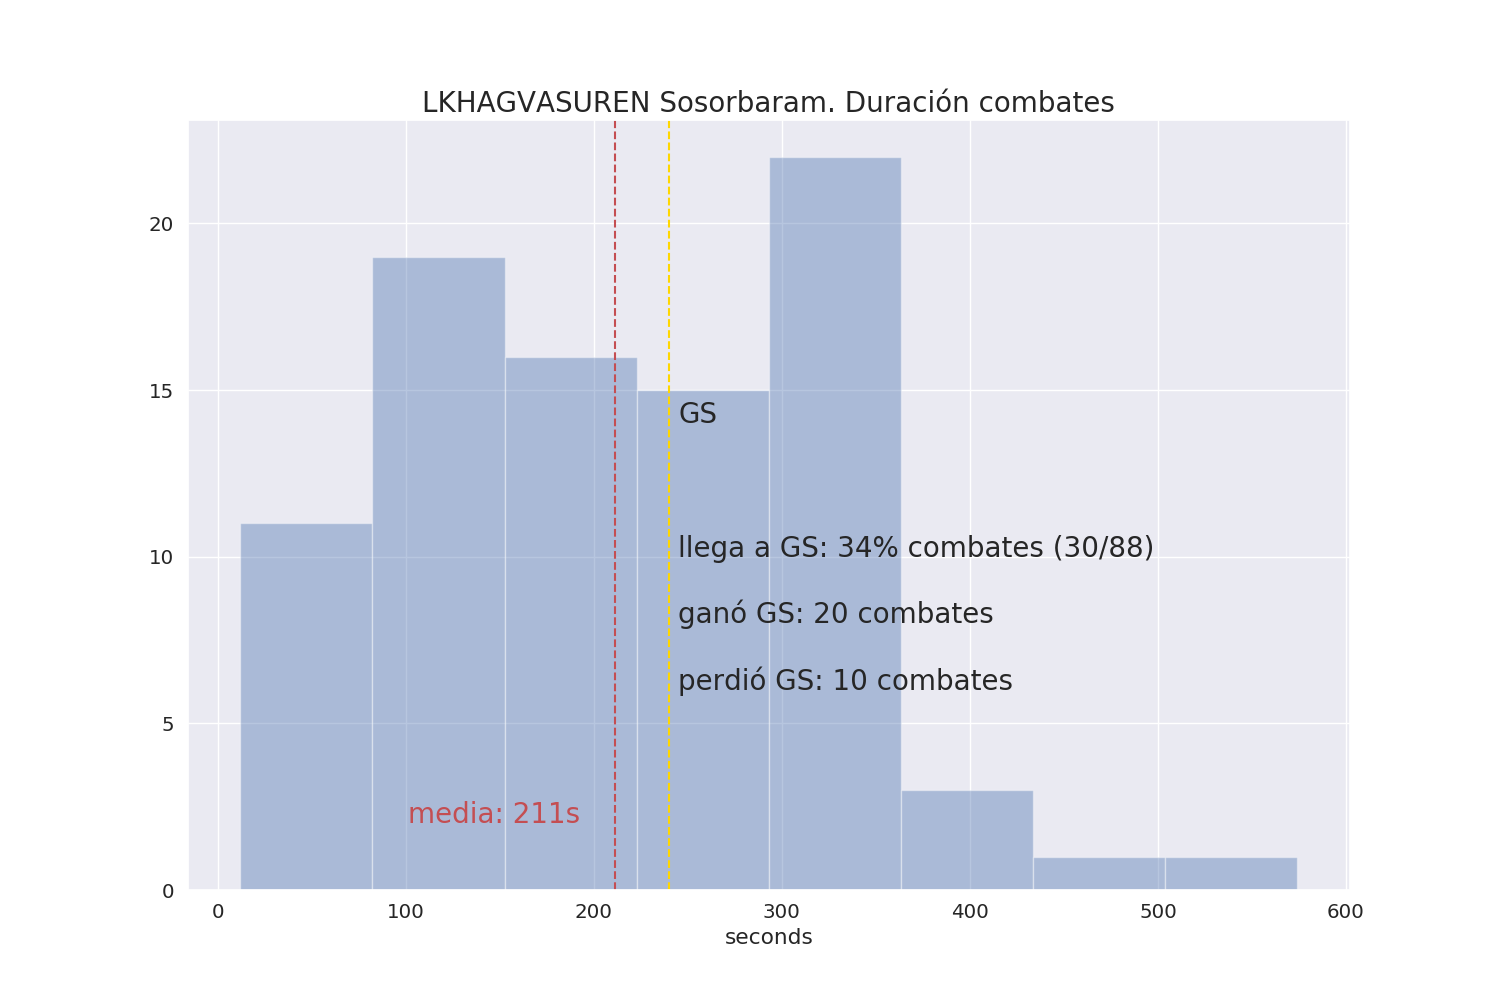 LKHAGVASUREN Sosorbaram. Duración combates
20
15
10
5
0
GS
llega a GS: 34% combates (30/88)
ganó GS: 20 combates
perdió GS: 10 combates
media: 211s
0 100 200 300 400 500 600
seconds